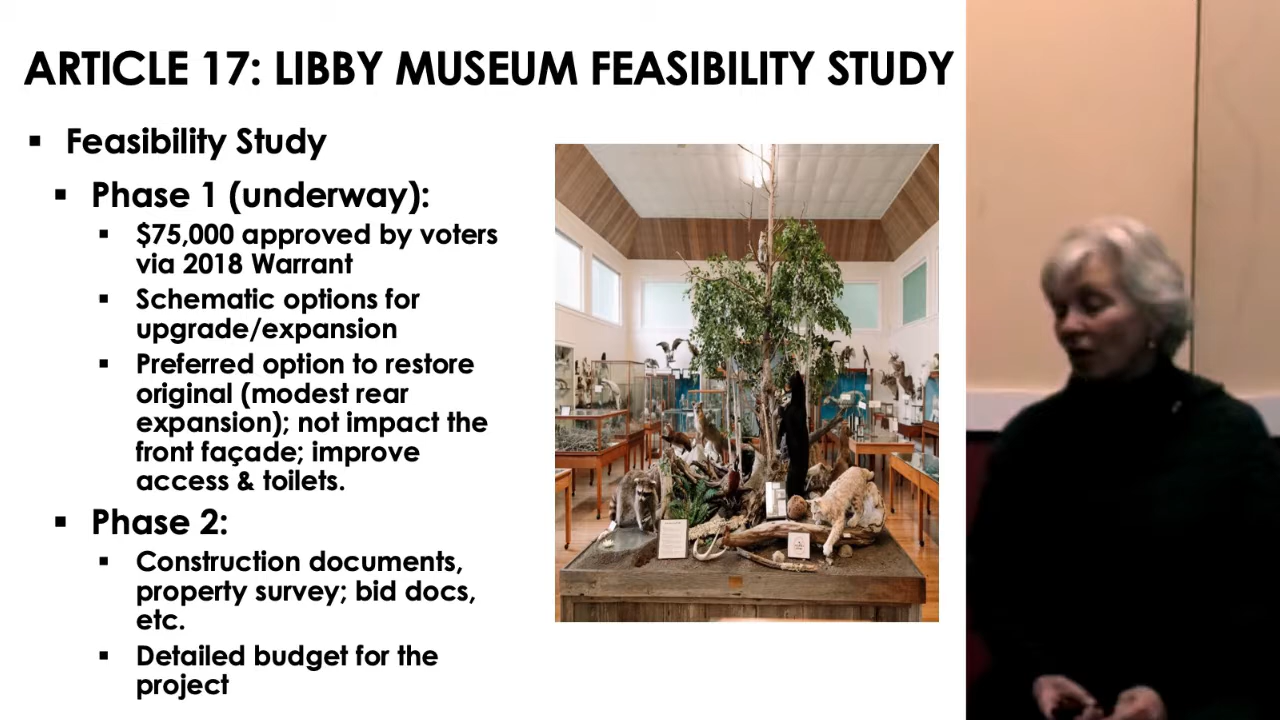 ARTICLE 17: LIBBY MUSEUM FEASIBILITY STUDY
▪ Feasibility Study
▪ Phase 1 (underway):
▪ $75,000 approved by voters
via 2018 Warrant
▪ Schematic options for
upgrade/expansion
▪ Preferred option to restore
original (modest rear
expansion); not impact the
front façade; improve
access & toilets.
▪ Phase 2:
▪ Construction documents,
property survey; bid docs,
etc.
▪ Detailed budget for the
project